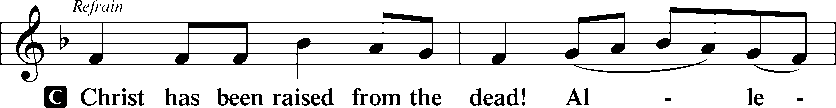 Refrain
C Christ has been raised from the dead! Al - le -